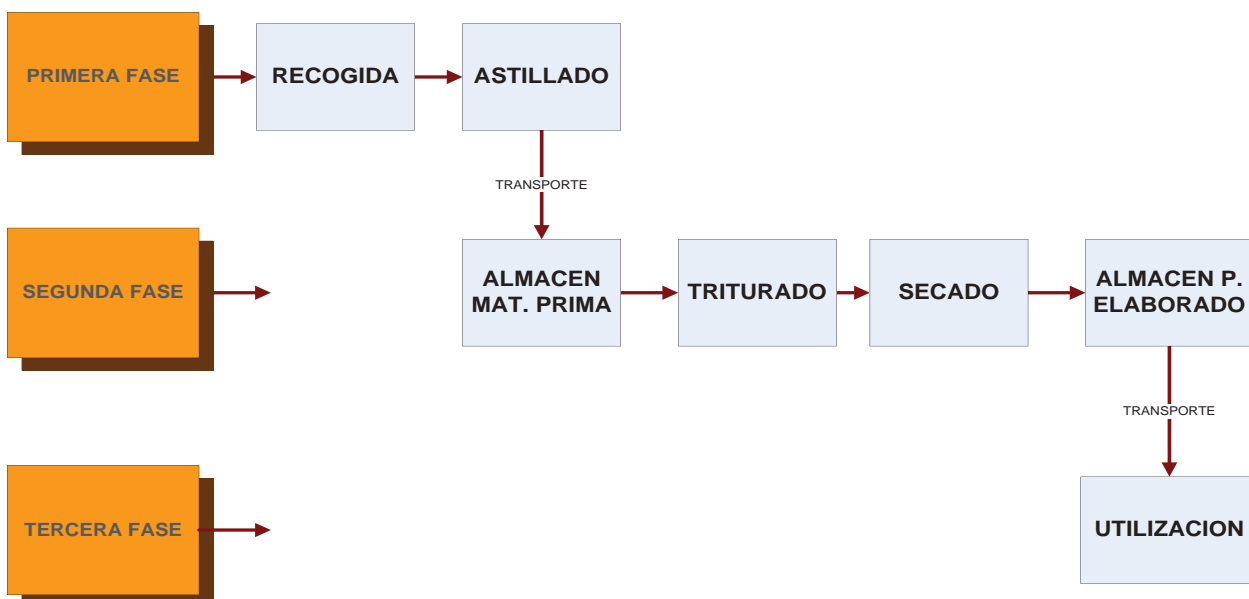 PRIMERA FASE
RECOGIDA
ASTILLADO
TRANSPORTE
SEGUNDA FASE
ALMACEN
MAT. PRIMA
TRITURADO
SECADO
ALMACEN P.
ELABORADO
TRANSPORTE
TERCERA FASE
UTILIZACION